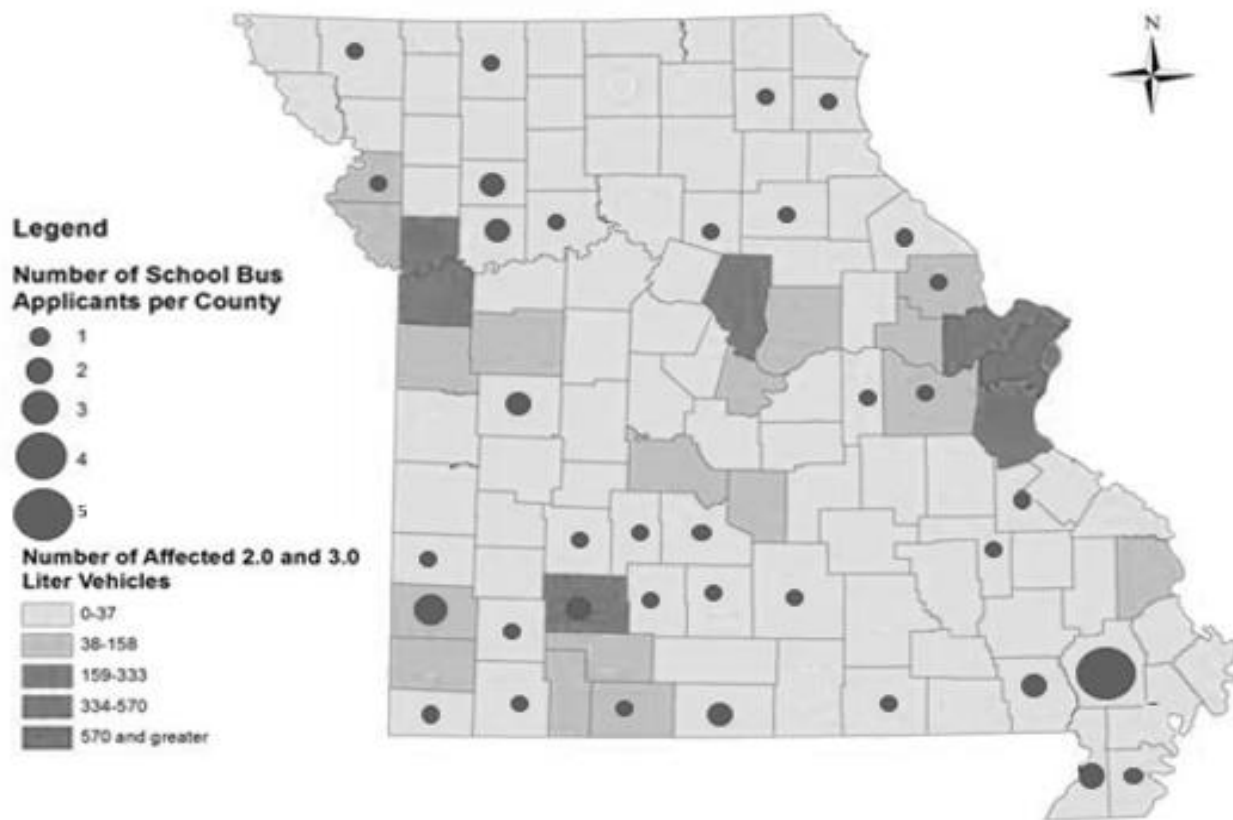 N
Legend
Number of School Bus
Applicants per County
1
2
3
4
5
Number of Affected 2.0 and 3.0
Liter Vehicles
0-37
38-158
159-333
334-570
570 and greater